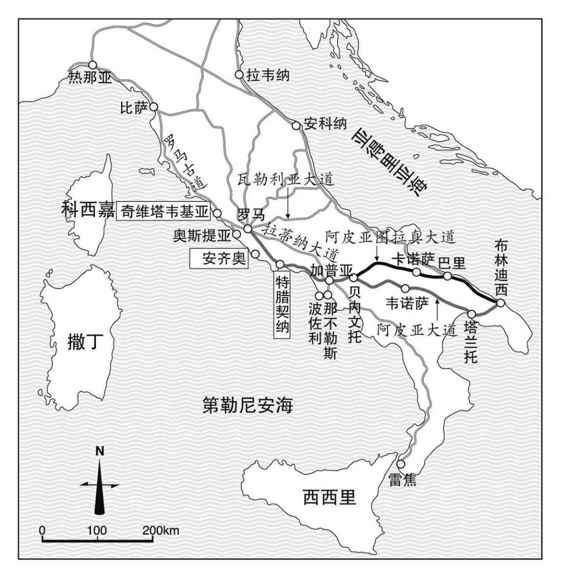 热那亚
拉韦纳
比萨
安科纳
亚得里亚海
罗马古道
瓦勒利亚大道
科西嘉
奇维塔韦基亚
罗马
奥斯提亚
拉蒂纳大道
阿皮亚图拉真大道
布林迪西
安齐奥
加普亚
卡诺萨
巴里
特腊契纳
贝内文托
韦诺萨
波佐利
那不勒斯
阿皮亚大道
塔兰托
撒丁
第勒尼安海
N
雷焦
西西里
0 100 200km